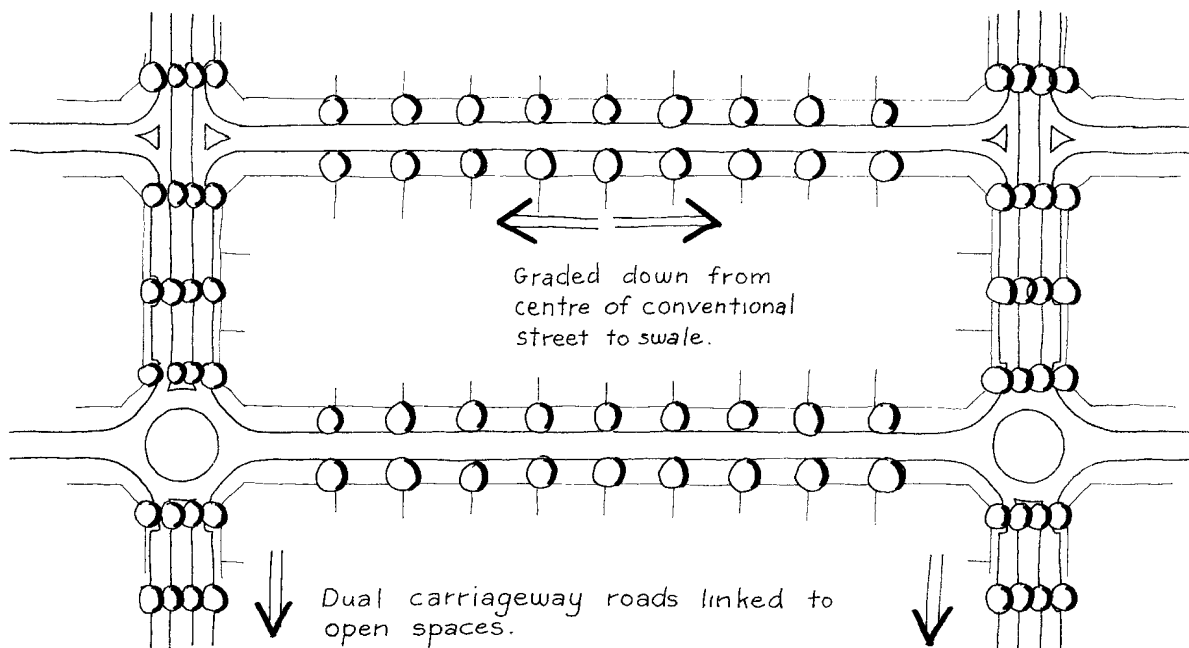 Graded down from
centre of conventional
street to swale.
Dual carriageway roads linked to
open spaces.